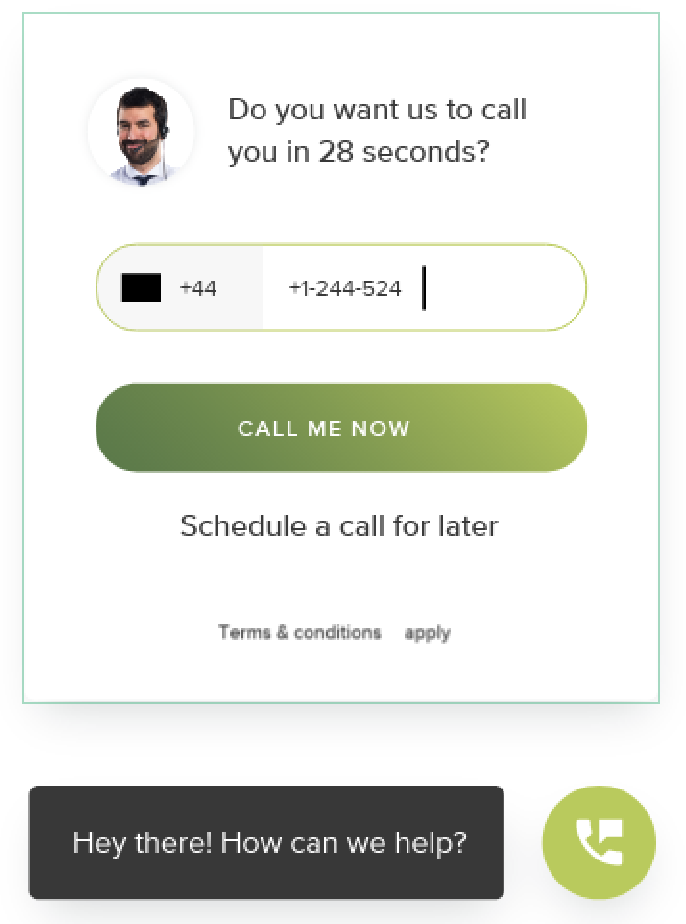 Do you want us to call
you in 28 seconds?
+44 +1-244-524
CALL ME NOW
Schedule a call for later
Terms & conditions apply
Hey there! How can we help?